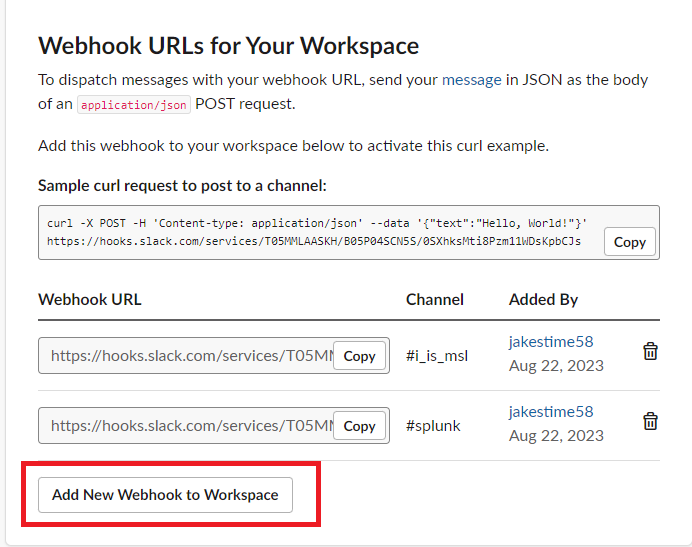 Webhook URLs for Your Workspace
To dispatch messages with your webhook URL, send your message in JSON as the body
of an application/json POST request.
Add this webhook to your workspace below to activate this curl example.
Sample curl request to post to a channel:
curl -X POST -H 'Content-type: application/json' --data '{"text":"Hello, World!"}'
https://hooks.slack.com/services/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
Copy
Webhook URL Channel Added By
https://hooks.slack.com/services/T05MM Copy #i_is_msl jakestime58
Aug 22, 2023
https://hooks.slack.com/services/T05MM Copy #splunk jakestime58
Aug 22, 2023
Add New Webhook to Workspace